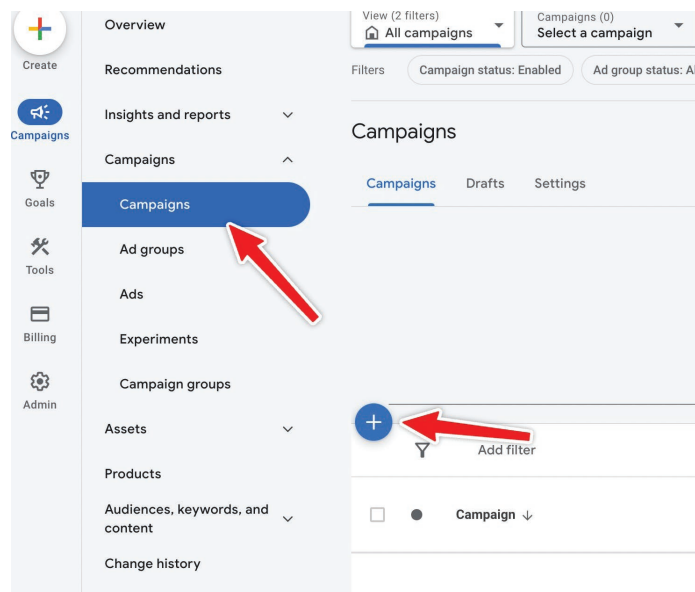 Create
Campaigns
Goals
Tools
Billing
Admin
Overview
Recommendations
Insights and reports
Campaigns
Campaigns
Ad groups
Ads
Experiments
Campaign groups
Assets
Products
Audiences, keywords, and
content
Change history
View (2 filters)
All campaigns
Campaigns (0)
Select a campaign
Filters
Campaign status: Enabled
Ad group status:
Campaigns
Campaigns
Drafts
Settings
Add filter
Campaign